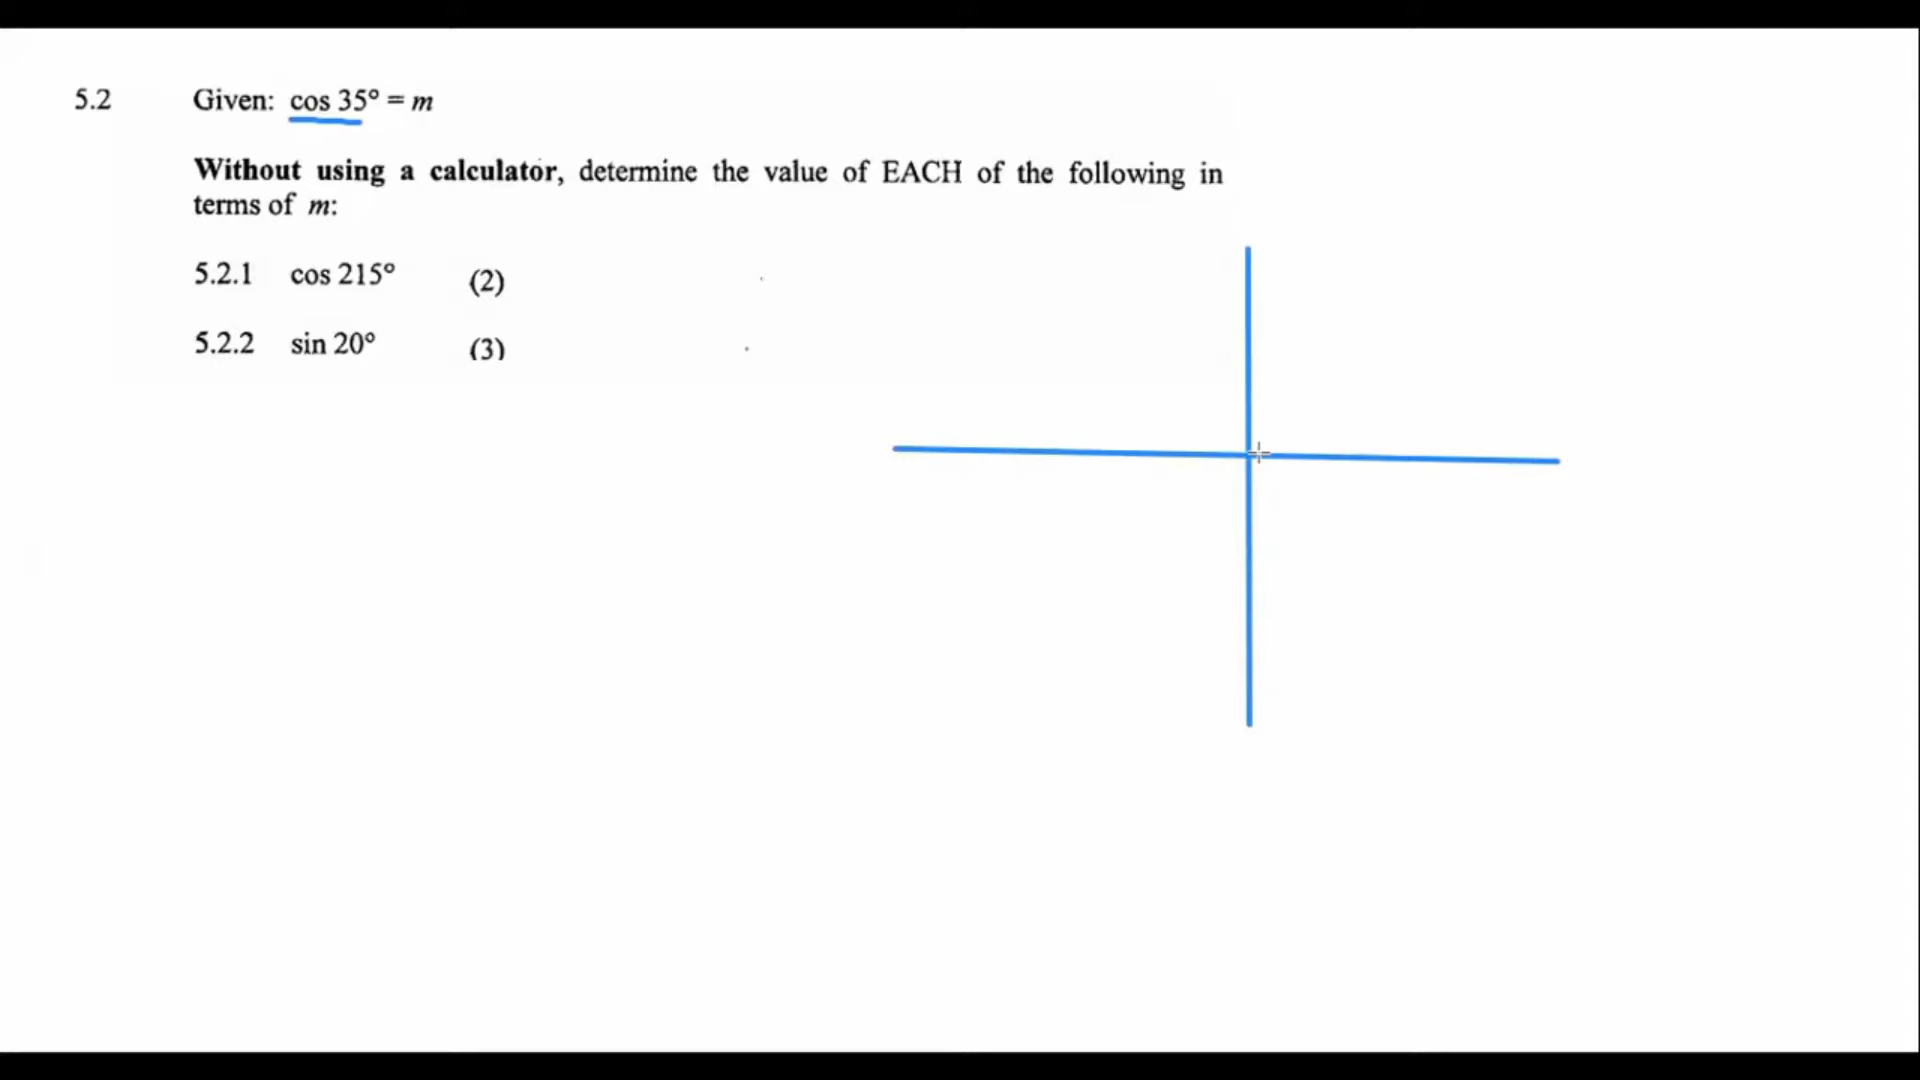 5.2 Given: cos 35° = m
Without using a calculator, determine the value of EACH of the following in
terms of m:
5.2.1 cos 215° (2)
5.2.2 sin 20° (3)